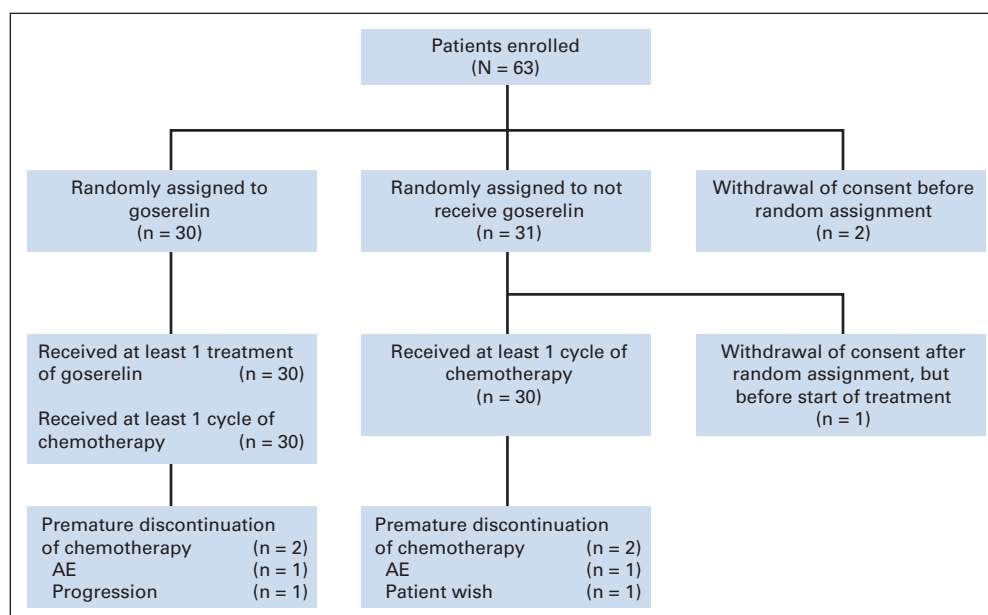 Patients enrolled
(N = 63)
Randomly assigned to
goserelin
(n = 30)
Randomly assigned to not
receive goserelin
(n = 31)
Withdrawal of consent before
random assignment
(n = 2)
Received at least 1 treatment
of goserelin (n = 30)
Received at least 1 cycle of
chemotherapy (n = 30)
Received at least 1 cycle of
chemotherapy
(n = 30)
Withdrawal of consent after
random assignment, but
before start of treatment
(n = 1)
Premature discontinuation
of chemotherapy (n = 2)
AE (n = 1)
Progression (n = 1)
Premature discontinuation
of chemotherapy (n = 2)
AE (n = 1)
Patient wish (n = 1)